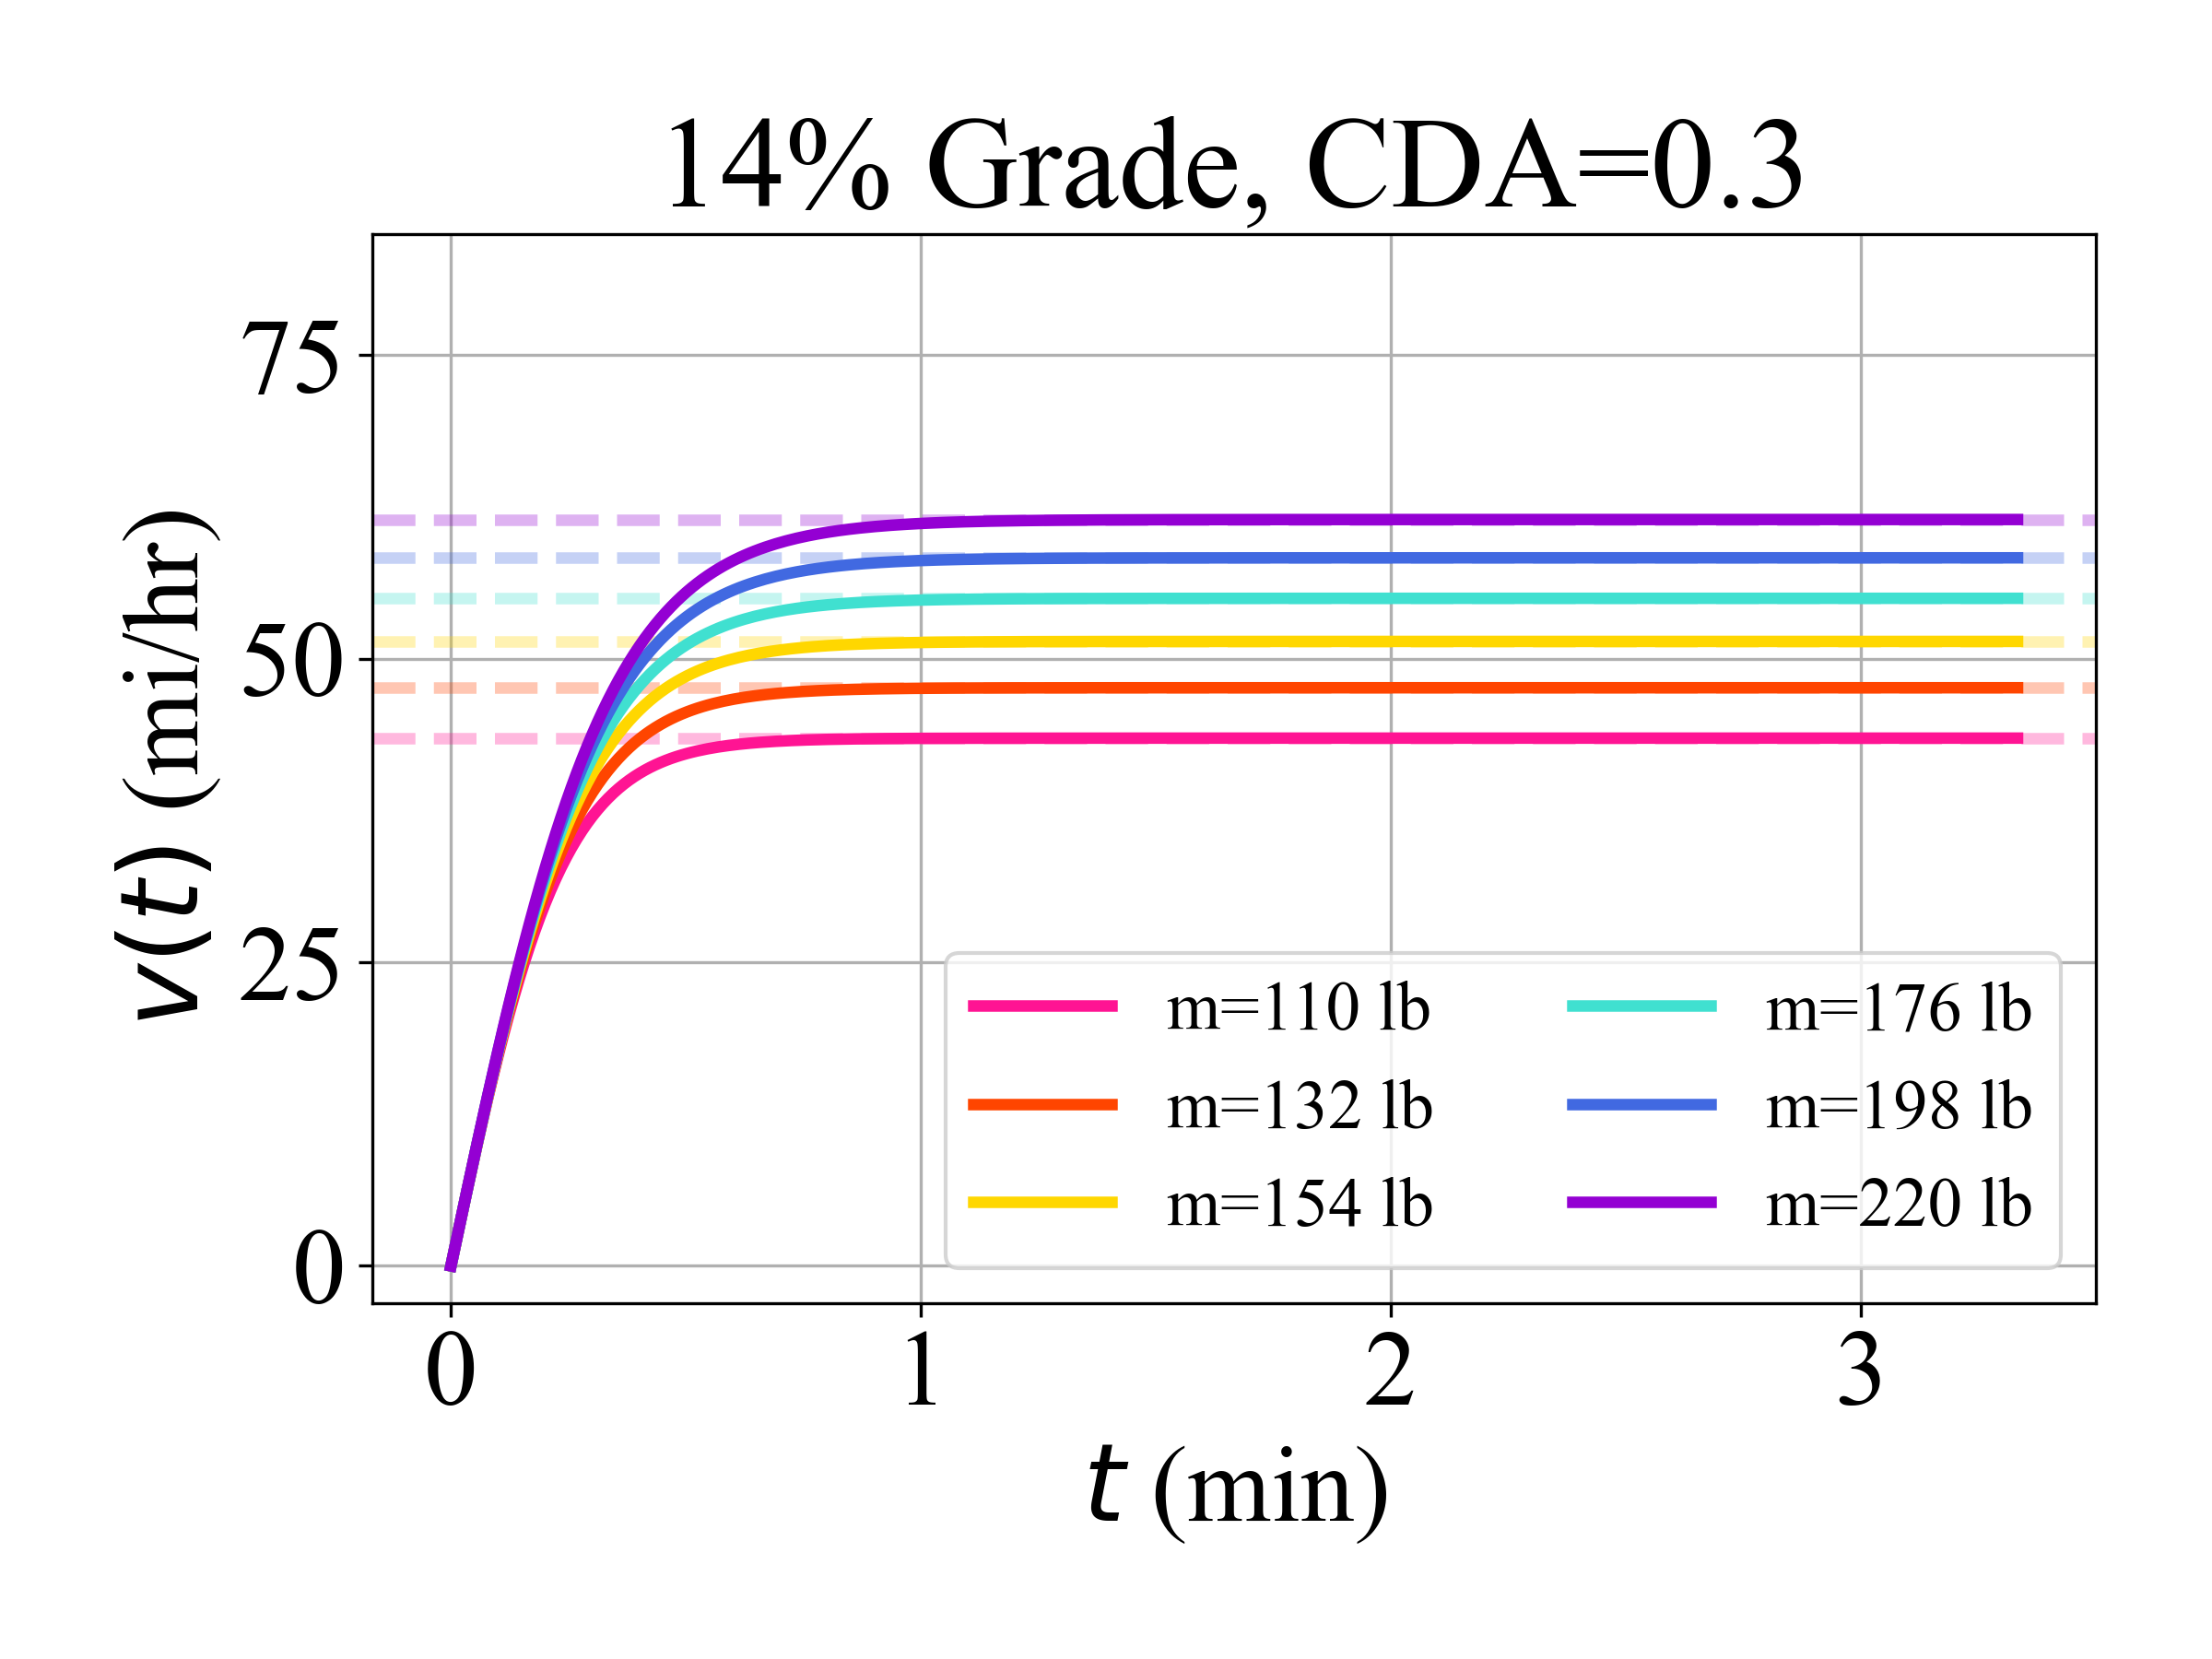 14% Grade, CDA=0.3
v(t) (mi/hr)
75
50
25
0
m=110 lb
m=132 lb
m=154 lb
m=176 lb
m=198 lb
m=220 lb
0 1 2 3
t (min)